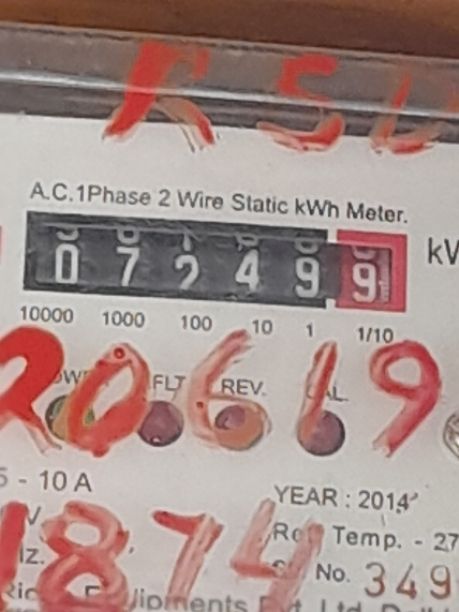 A.C.1Phase 2 Wire Static kWh Meter.
0 7 2 4 9 9
10000 1000 100 10 1 1/10
20619
FLT REV. CAL.
5 - 10 A
YEAR : 2014
1874
Temp. - 27
No. 349